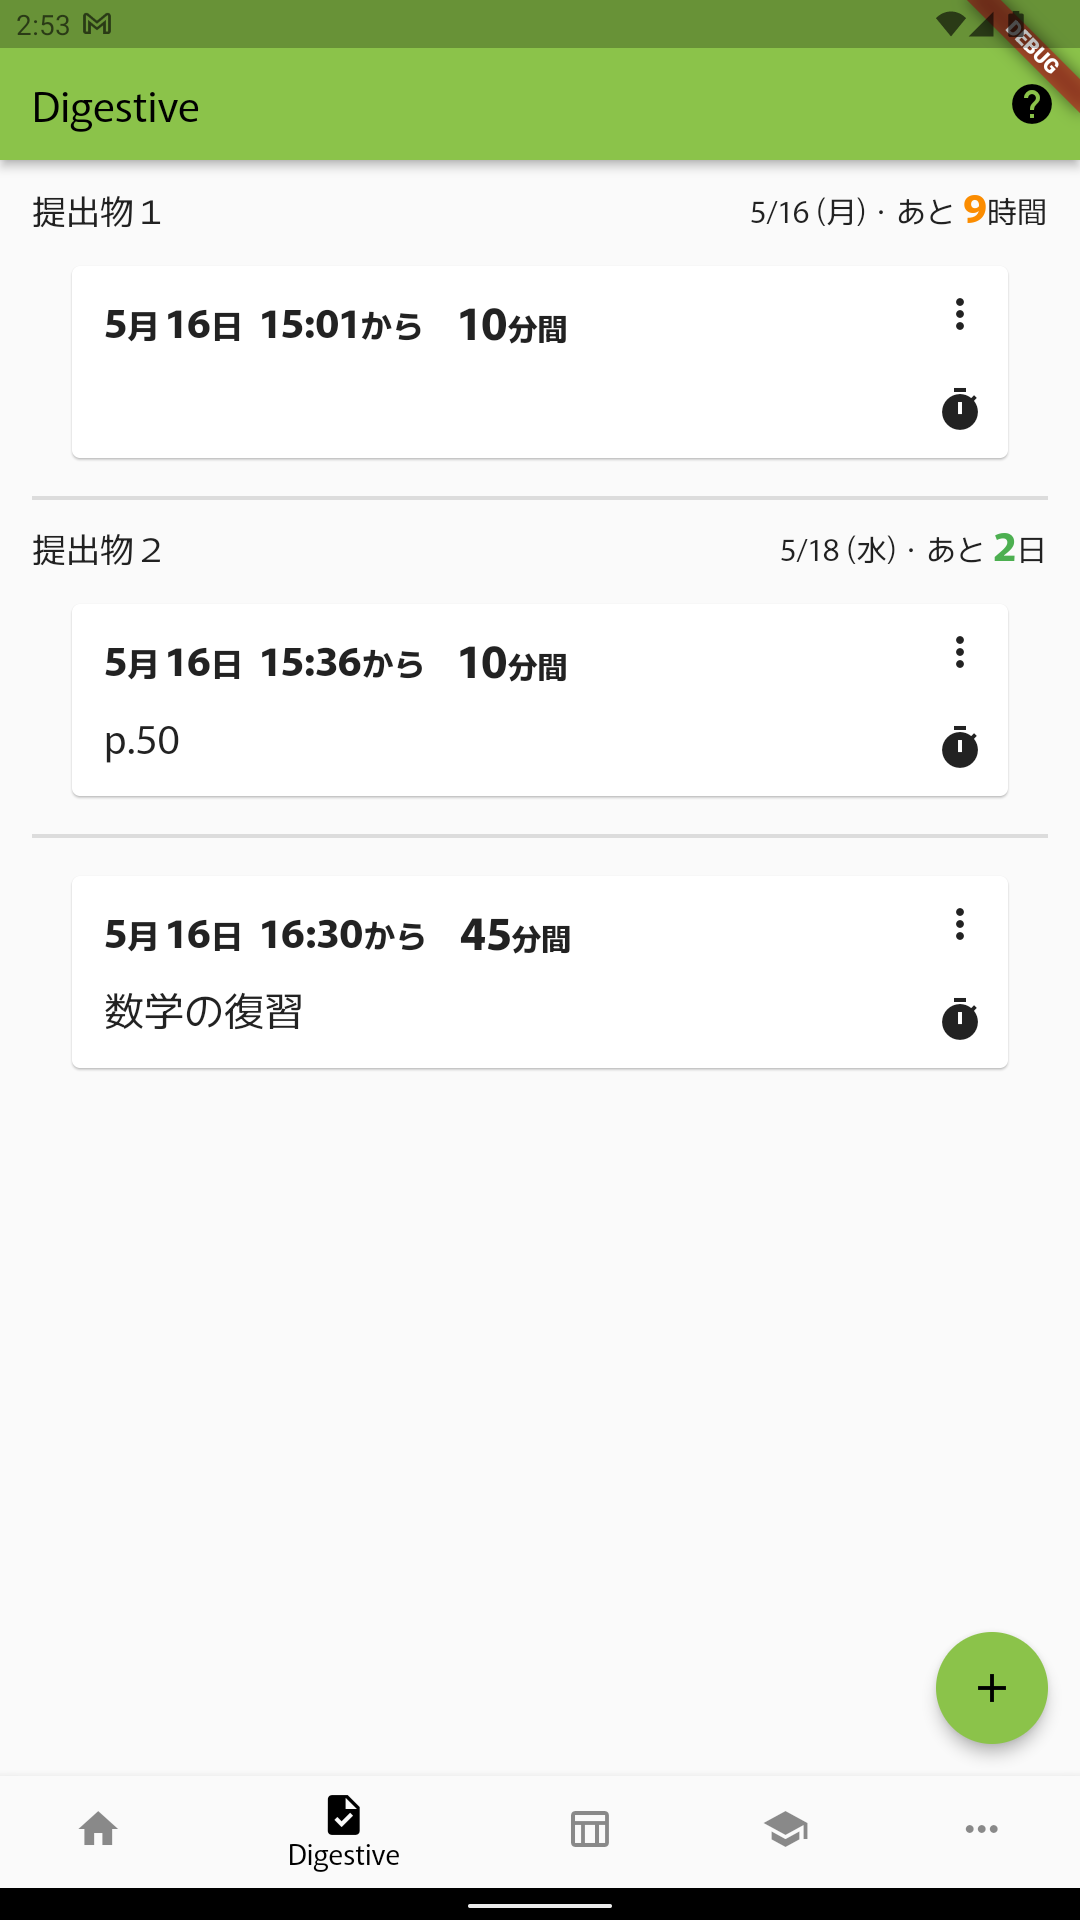 2:53
DEBUG
Digestive
提出物１
5/16 (月)・あと 9時間
5月16日 15:01から 10分間
提出物２
5/18 (水)・あと 2日
5月16日 15:36から 10分間
p.50
5月16日 16:30から 45分間
数学の復習
Digestive